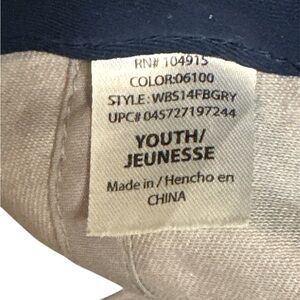 RN# 104915
COLOR:06100
STYLE: WBS14FBGRY
UPC# 045727197244
YOUTH/
JEUNESSE
Made in / Hencho en
CHINA